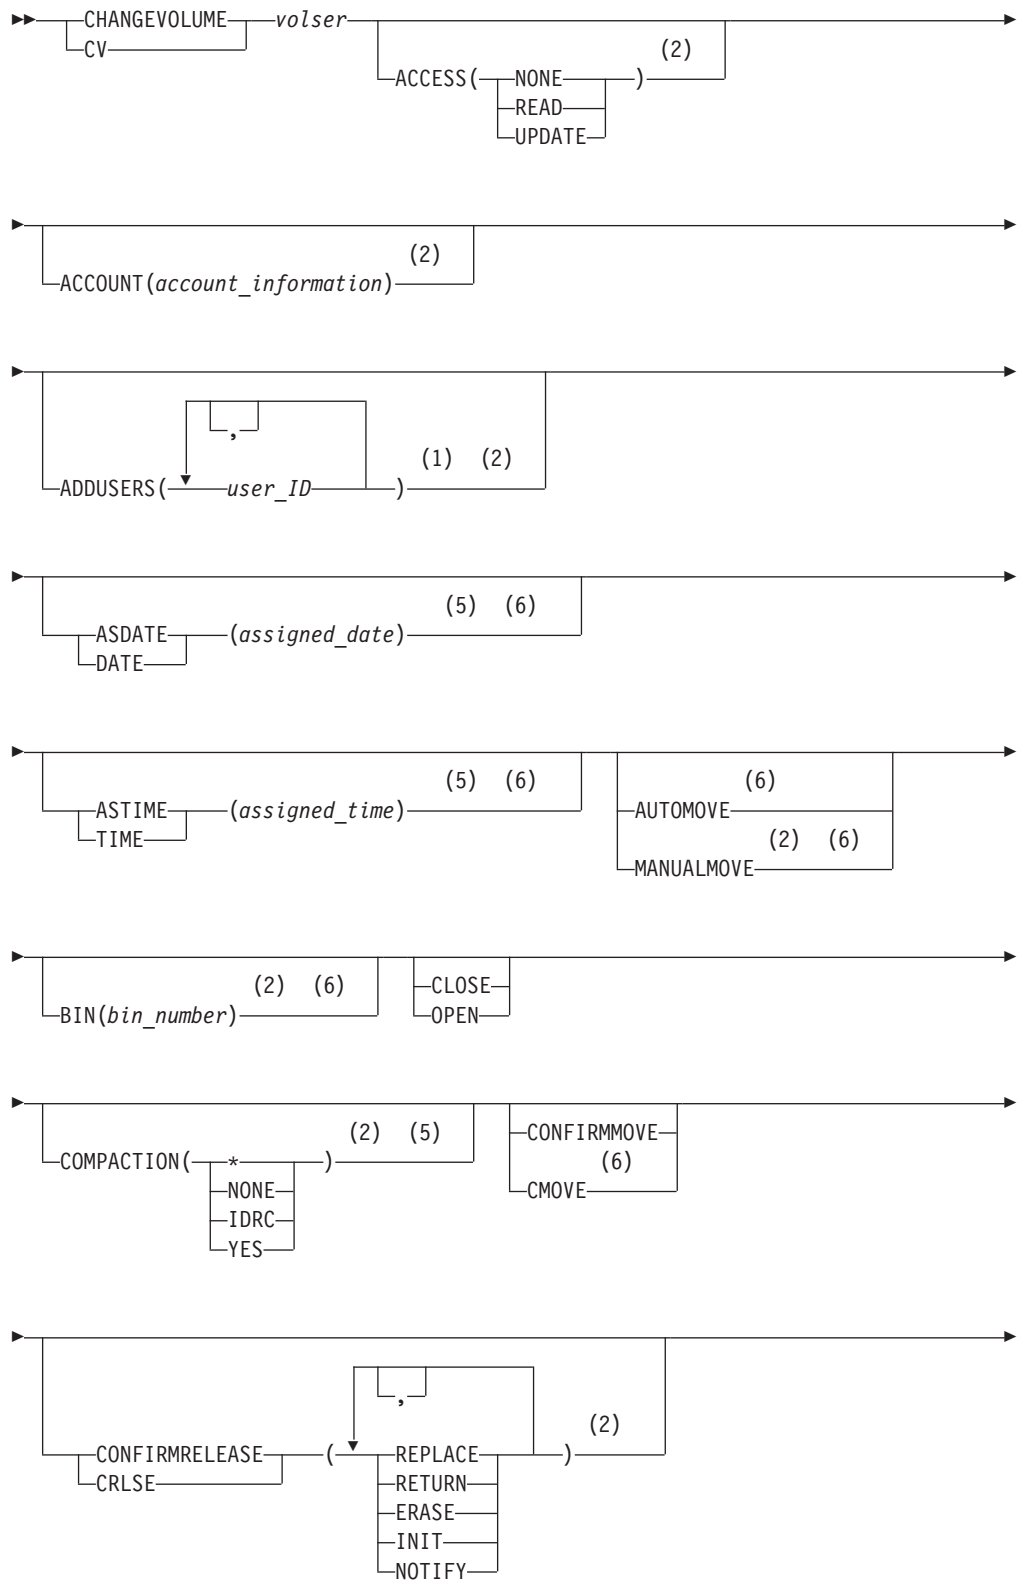 CHANGEVOLUME volser
CV (2)
ACCESS( NONE )
READ
UPDATE
(2)
ACCOUNT(account_information)
,
(1) (2)
ADDUSERS( user_ID )
(5) (6)
ASDATE (assigned_date)
DATE
(5) (6) (6)
ASTIME (assigned_time) AUTOMOVE
TIME (2) (6)
MANUALMOVE
(2) (6) CLOSE
BIN(bin_number) OPEN
(2) (5) CONFIRMMOVE
COMPACTION( * ) (6)
NONE CMOVE
IDRC
YES
,
(2)
CONFIRMRELEASE ( REPLACE )
CRLSE RETURN
ERASE
INIT
NOTIFY